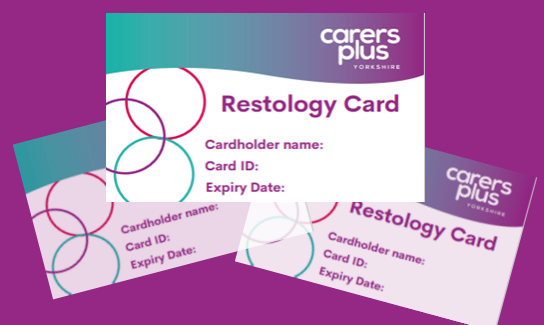 carers
plus
YORKSHIRE
Restology Card
Cardholder name:
Card ID:
Expiry Date:
Cardholder name:
Card ID:
Expiry Date:
carers
plus
YORKSHIRE
Restology Card
Cardholder name:
Card ID:
Expiry Date: